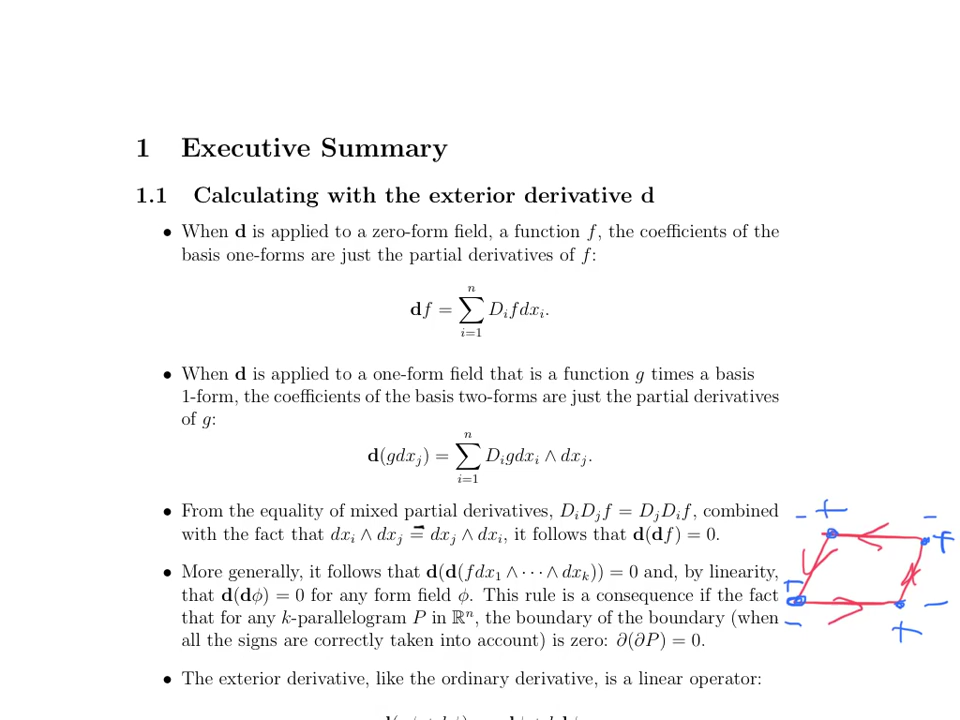 1 Executive Summary
1.1 Calculating with the exterior derivative d
• When d is applied to a zero-form field, a function f, the coefficients of the
basis one-forms are just the partial derivatives of f:
df = ∑_{i=1}^{n} D_i f dx_i.
• When d is applied to a one-form field that is a function g times a basis
1-form, the coefficients of the basis two-forms are just the partial derivatives
of g:
d(g dx_j) = ∑_{i=1}^{n} D_i g dx_i ∧ dx_j.
• From the equality of mixed partial derivatives, D_i D_j f = D_j D_i f, combined
with the fact that dx_i ∧ dx_j = - dx_j ∧ dx_i, it follows that d(df) = 0.
• More generally, it follows that d(d(f dx_1 ∧ ··· ∧ dx_k)) = 0 and, by linearity,
that d(dϕ) = 0 for any form field ϕ. This rule is a consequence if the fact
that for any k-parallelogram P in ℝ^n, the boundary of the boundary (when
all the signs are correctly taken into account) is zero: ∂(∂P) = 0.
• The exterior derivative, like the ordinary derivative, is a linear operator:
- +
-
+
-
-
+